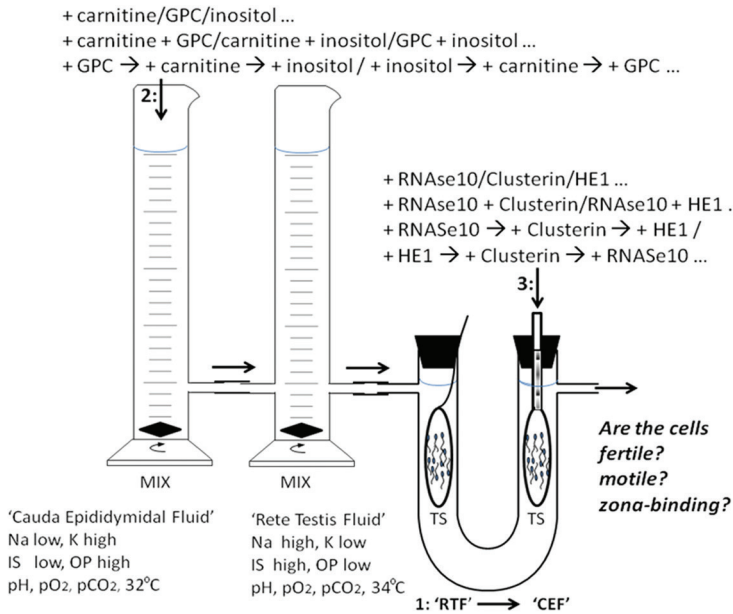 + carnitine/GPC/inositol ...
+ carnitine + GPC/carnitine + inositol/GPC + inositol ...
+ GPC → + carnitine → + inositol / + inositol → + carnitine → + GPC ...
2:
+ RNAse10/Clusterin/HE1 ...
+ RNASe10 + Clusterin/RNAse10 + HE1 .
+ RNASe10 → + Clusterin → + HE1 /
+ HE1 → + Clusterin → + RNASe10 ...
3:
Are the cells
fertile?
motile?
zona-binding?
MIX
MIX
TS
TS
'Cauda Epididymal Fluid'
Na low, K high
IS low, OP high
pH, pO2, pCO2, 32°C
'Rete Testis Fluid'
Na high, K low
IS high, OP low
pH, pO2, pCO2, 34°C
1: 'RTF' → 'CEF'